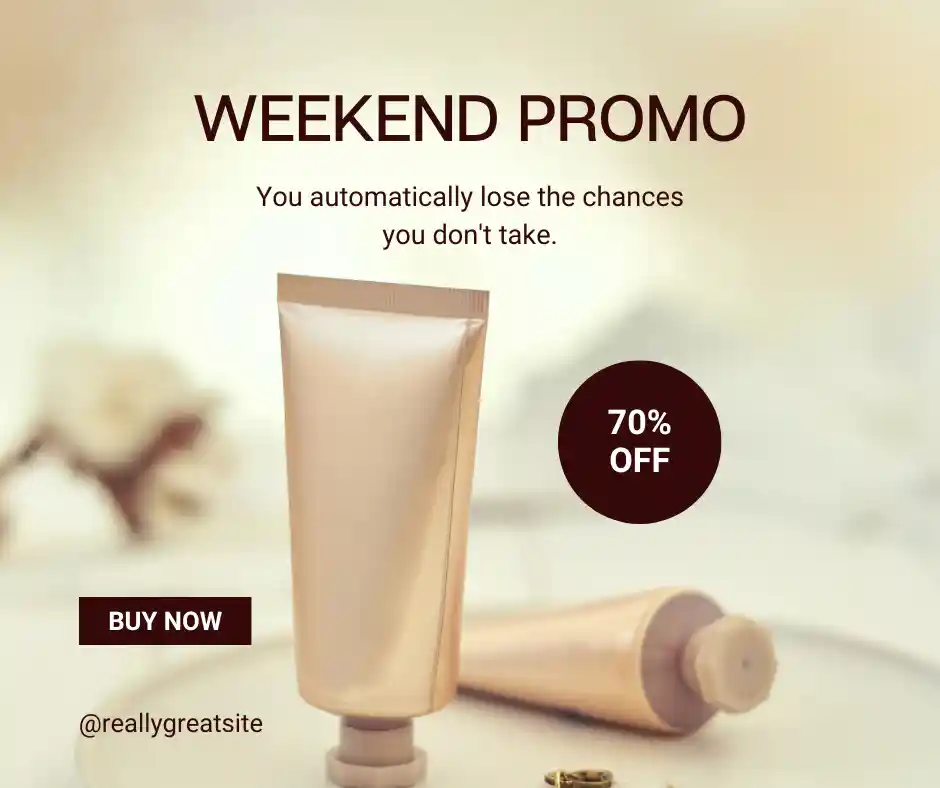 WEEKEND PROMO
You automatically lose the chances
you don't take.
70%
OFF
BUY NOW
@reallygreatsite